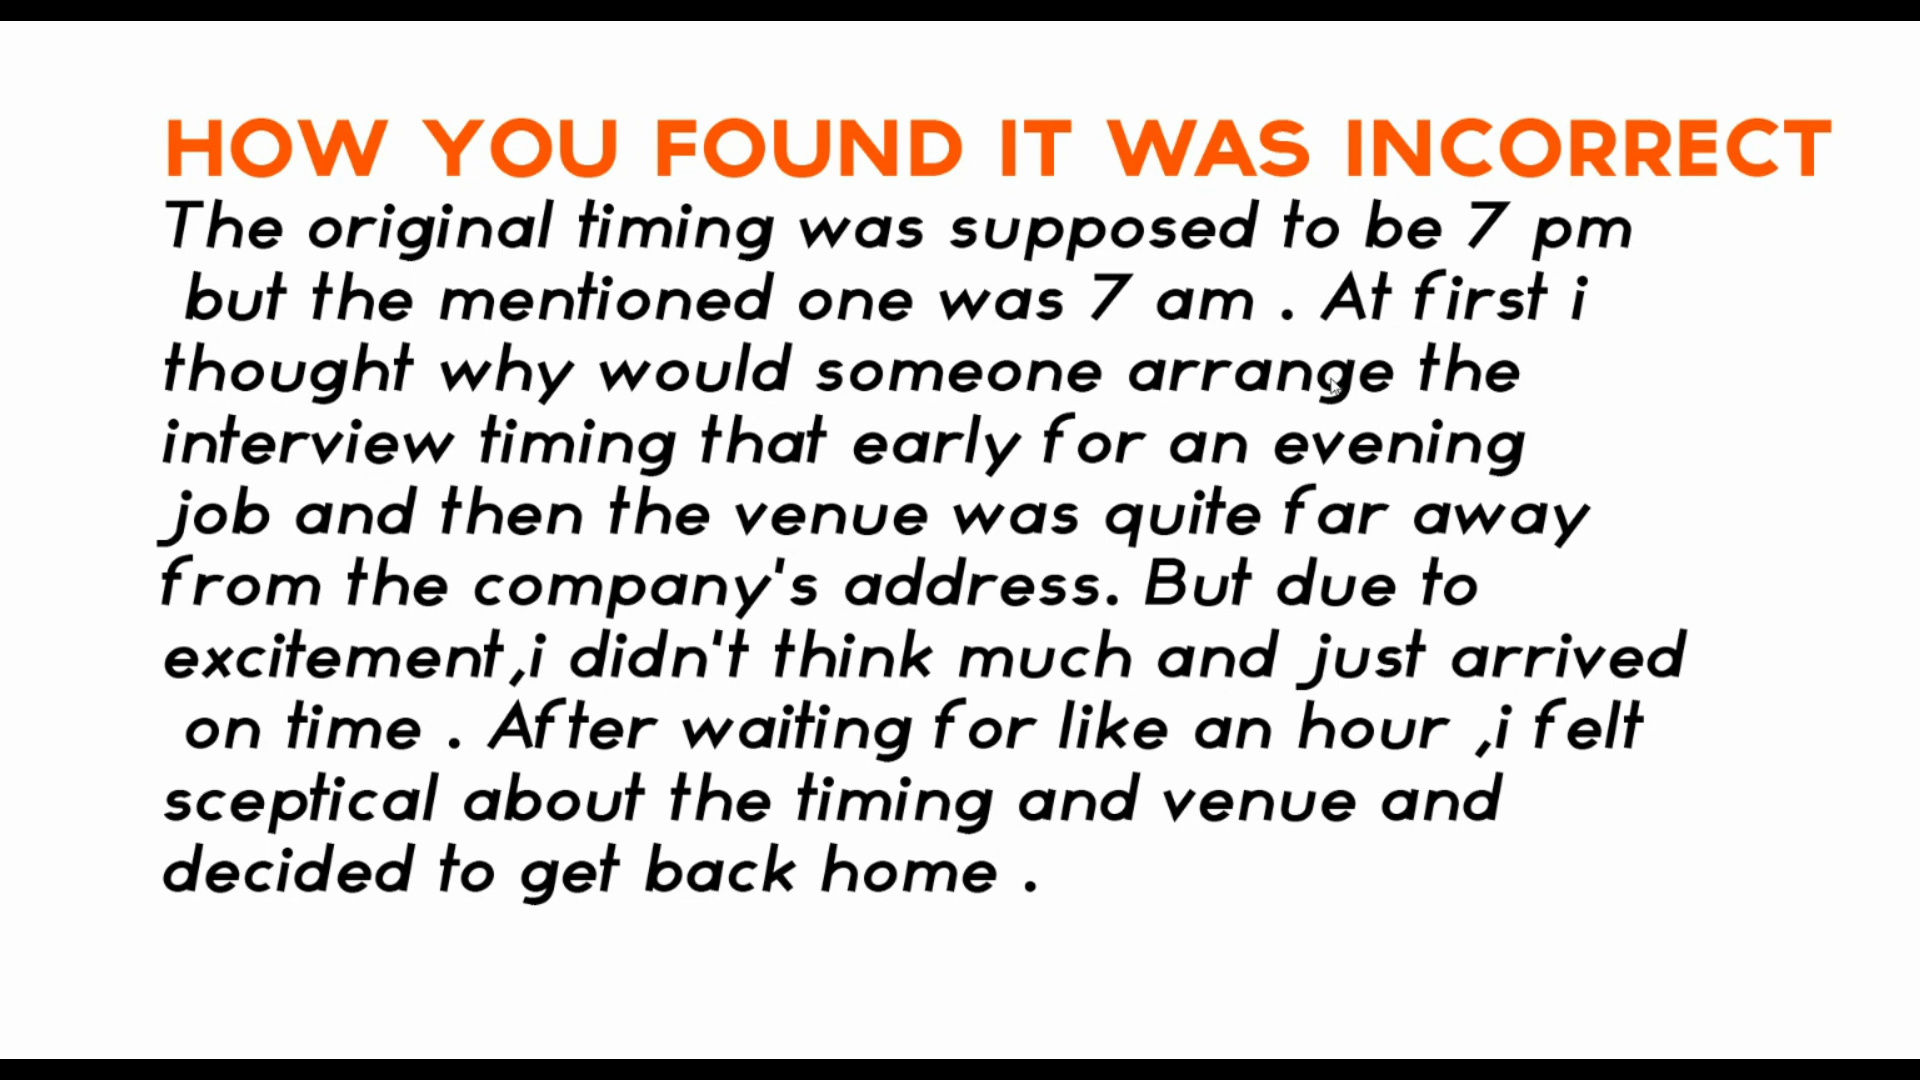 HOW YOU FOUND IT WAS INCORRECT
The original timing was supposed to be 7 pm
but the mentioned one was 7 am . At first i
thought why would someone arrange the
interview timing that early for an evening
job and then the venue was quite far away
from the company's address. But due to
excitement,i didn't think much and just arrived
on time . After waiting for like an hour ,i felt
sceptical about the timing and venue and
decided to get back home .